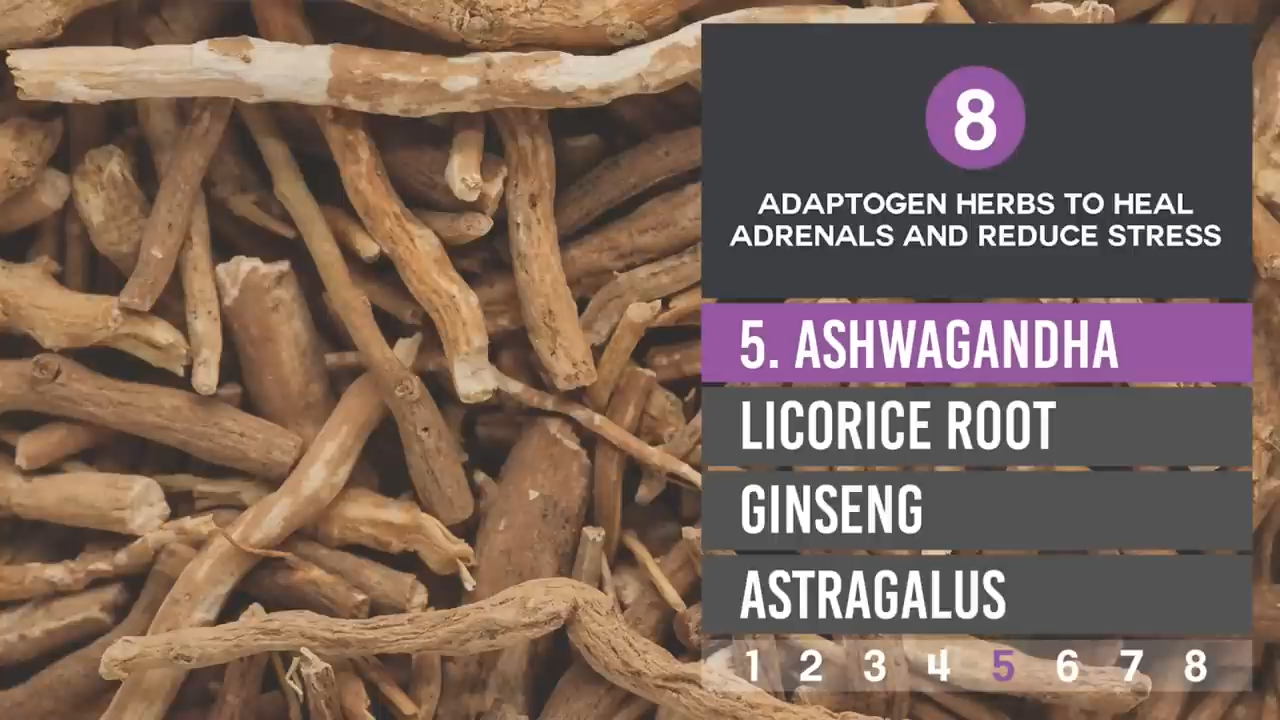 8
ADAPTOGEN HERBS TO HEAL
ADRENALS AND REDUCE STRESS
5. ASHWAGANDHA
LICORICE ROOT
GINSENG
ASTRAGALUS
1 2 3 4 5 6 7 8